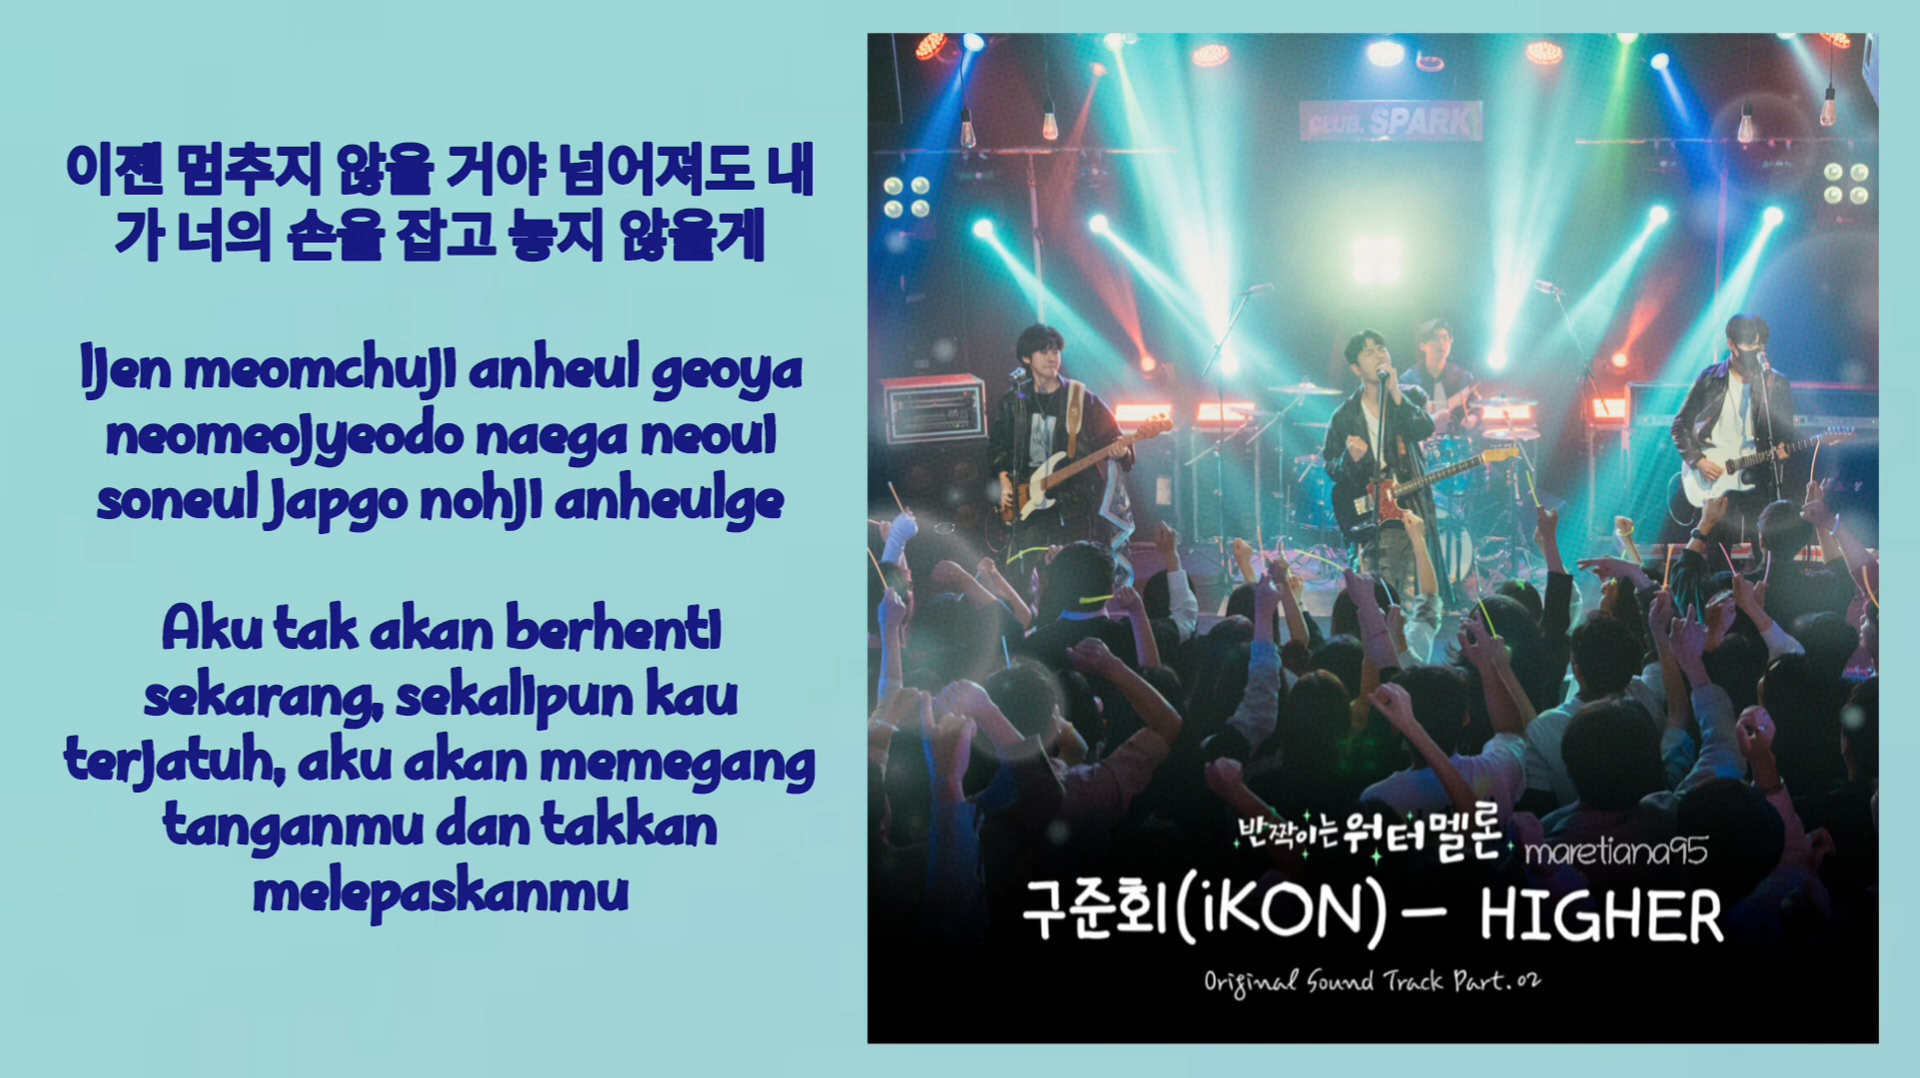 이젠 멈추지 않을 거야 넘어져도 내
가 너의 손을 잡고 놓지 않을게
Ijen meomchuji anheul geoya
neomeojyeodo naega neoui
soneul japgo nohji anheulge
Aku tak akan berhenti
sekarang, sekalipun kau
terjatuh, aku akan memegang
tanganmu dan takkan
melepaskanmu
CLUB. SPARK
반짝이는 워터멜론
maretiana95
구준회(iKON) – HIGHER
Original Sound Track Part.02